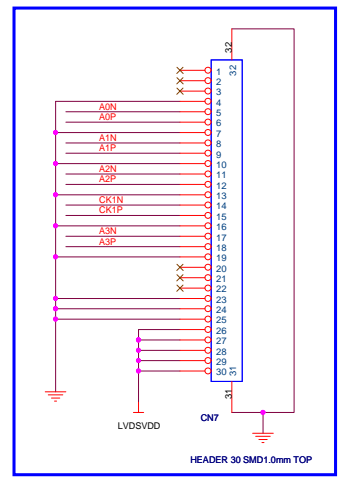 32
32
1
2
3
4
A0N 5
A0P 6
7
A1N 8
A1P 9
10
A2N 11
A2P 12
13
CK1N 14
CK1P 15
16
A3N 17
A3P 18
19
20
21
22
23
24
25
26
27
28
29
30
31
31
CN7
LVDSVDD
HEADER 30 SMD1.0mm TOP